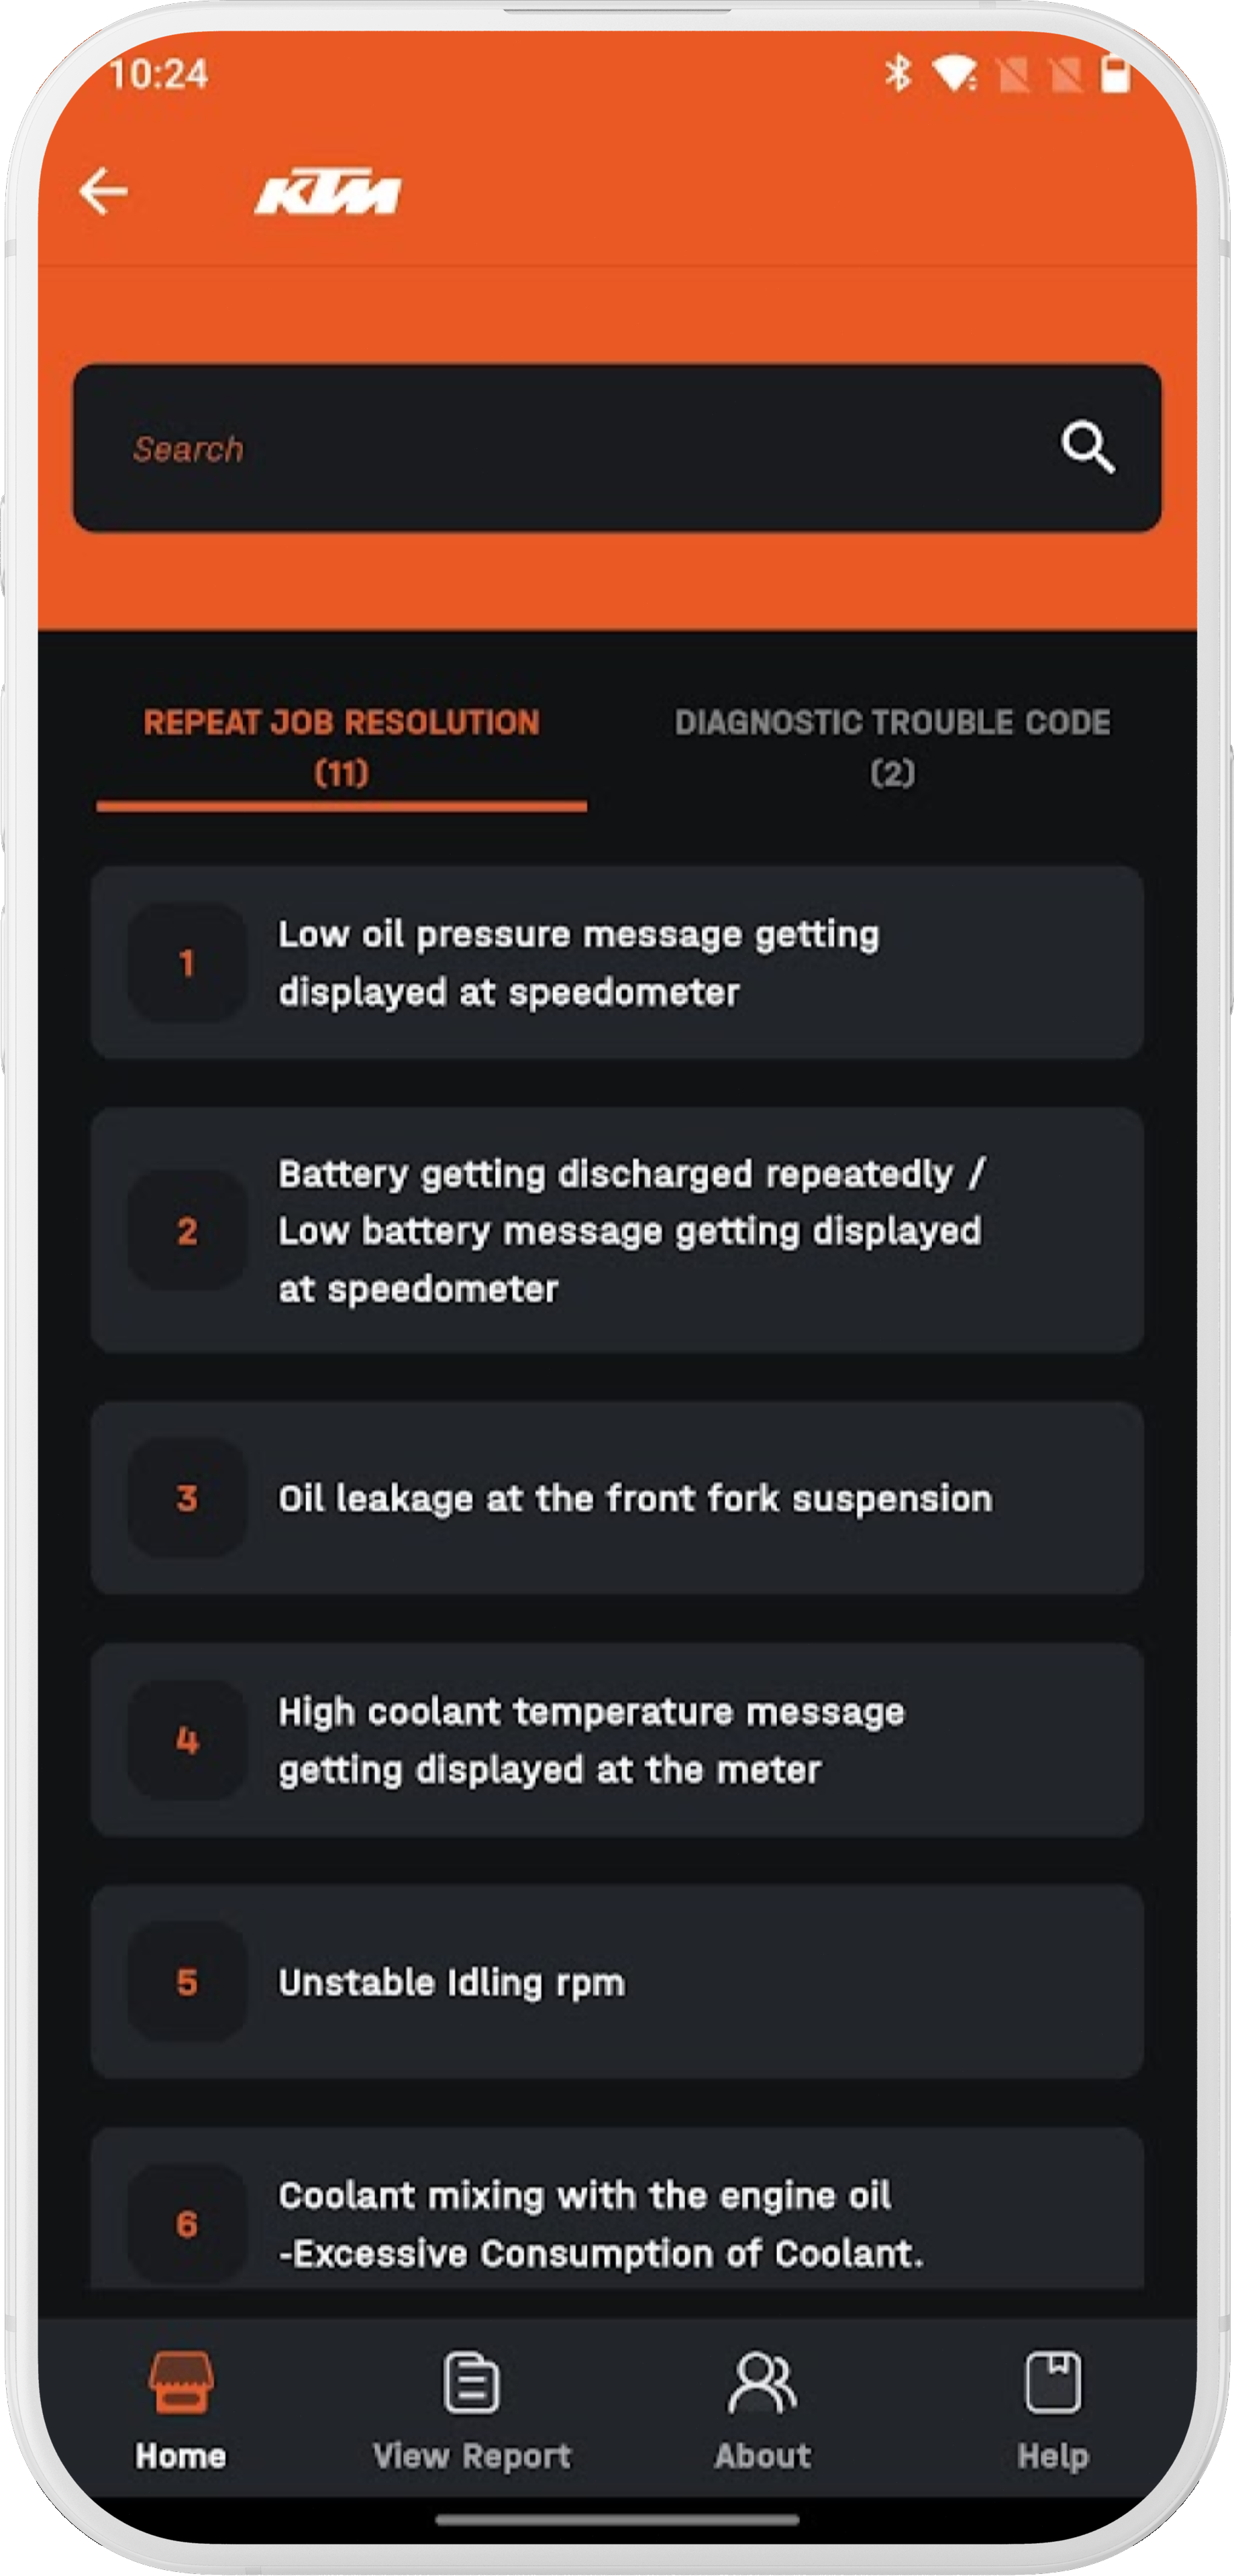 10:24
KTM
Search
REPEAT JOB RESOLUTION
(11)
DIAGNOSTIC TROUBLE CODE
(2)
1
Low oil pressure message getting
displayed at speedometer
2
Battery getting discharged repeatedly /
Low battery message getting displayed
at speedometer
3
Oil leakage at the front fork suspension
4
High coolant temperature message
getting displayed at the meter
5
Unstable Idling rpm
6
Coolant mixing with the engine oil
-Excessive Consumption of Coolant.
Home
View Report
About
Help